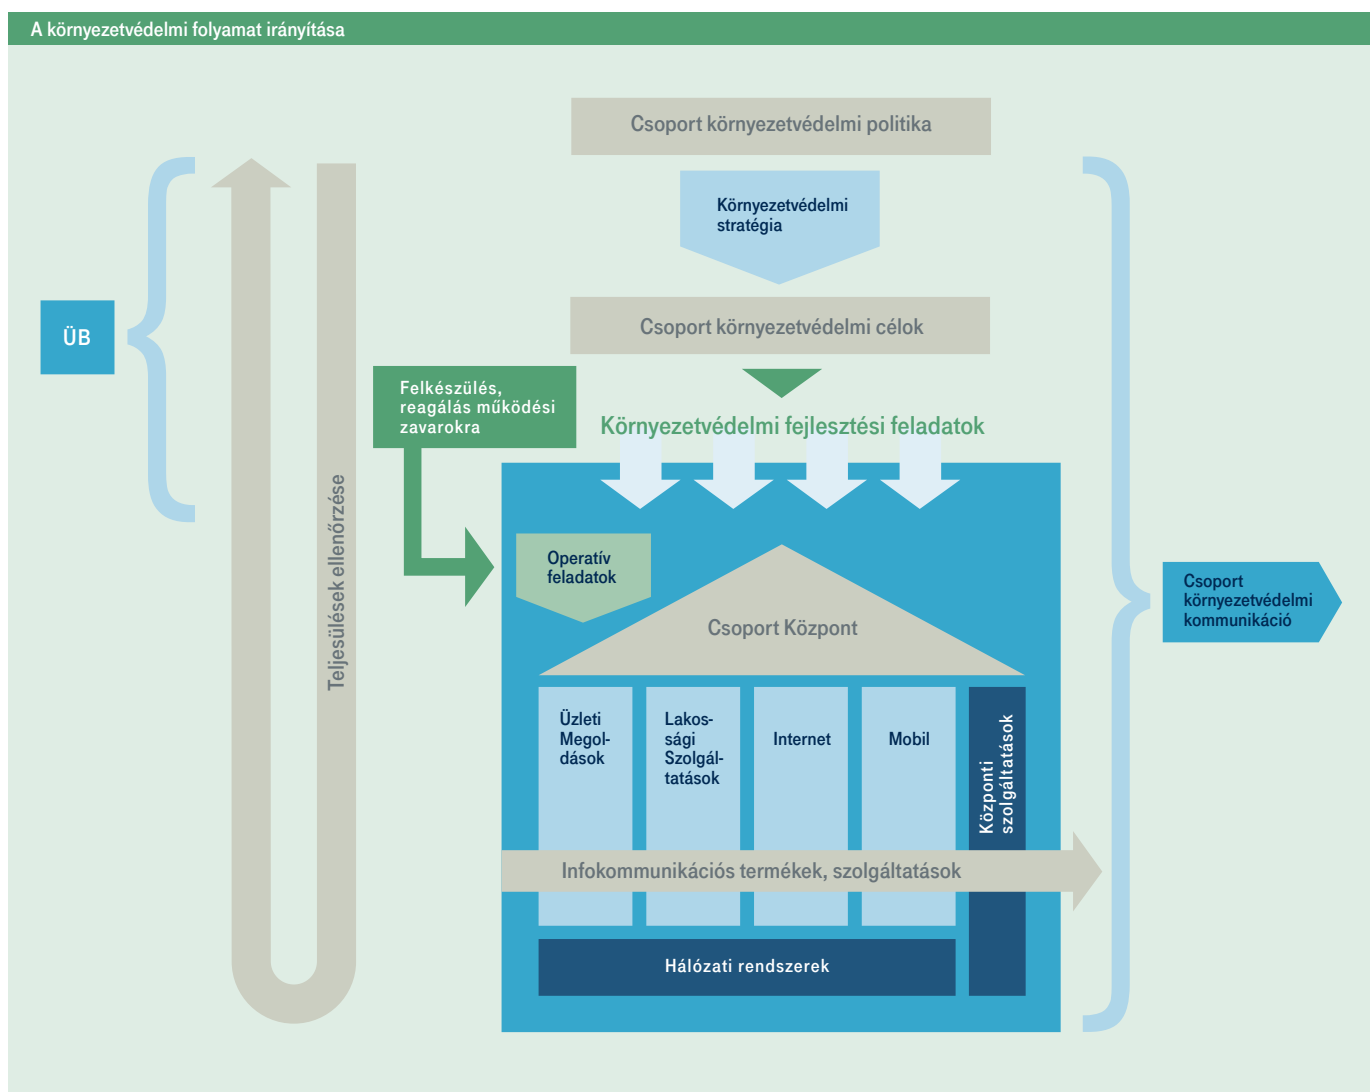 A környezetvédelmi folyamat irányítása
Csoport környezetvédelmi politika
Környezetvédelmi
stratégia
Csoport környezetvédelmi célok
ÜB
Felkészülés,
reagálás működési
zavarokra
Környezetvédelmi fejlesztési feladatok
Teljesülések ellenőrzése
Operatív
feladatok
Csoport Központ
Csoport
környezetvédelmi
kommunikáció
Üzleti
Megol-
dások
Lakos-
sági
Szolgál-
tatások
Internet
Mobil
Központi
szolgáltatások
Infokommunikációs termékek, szolgáltatások
Hálózati rendszerek